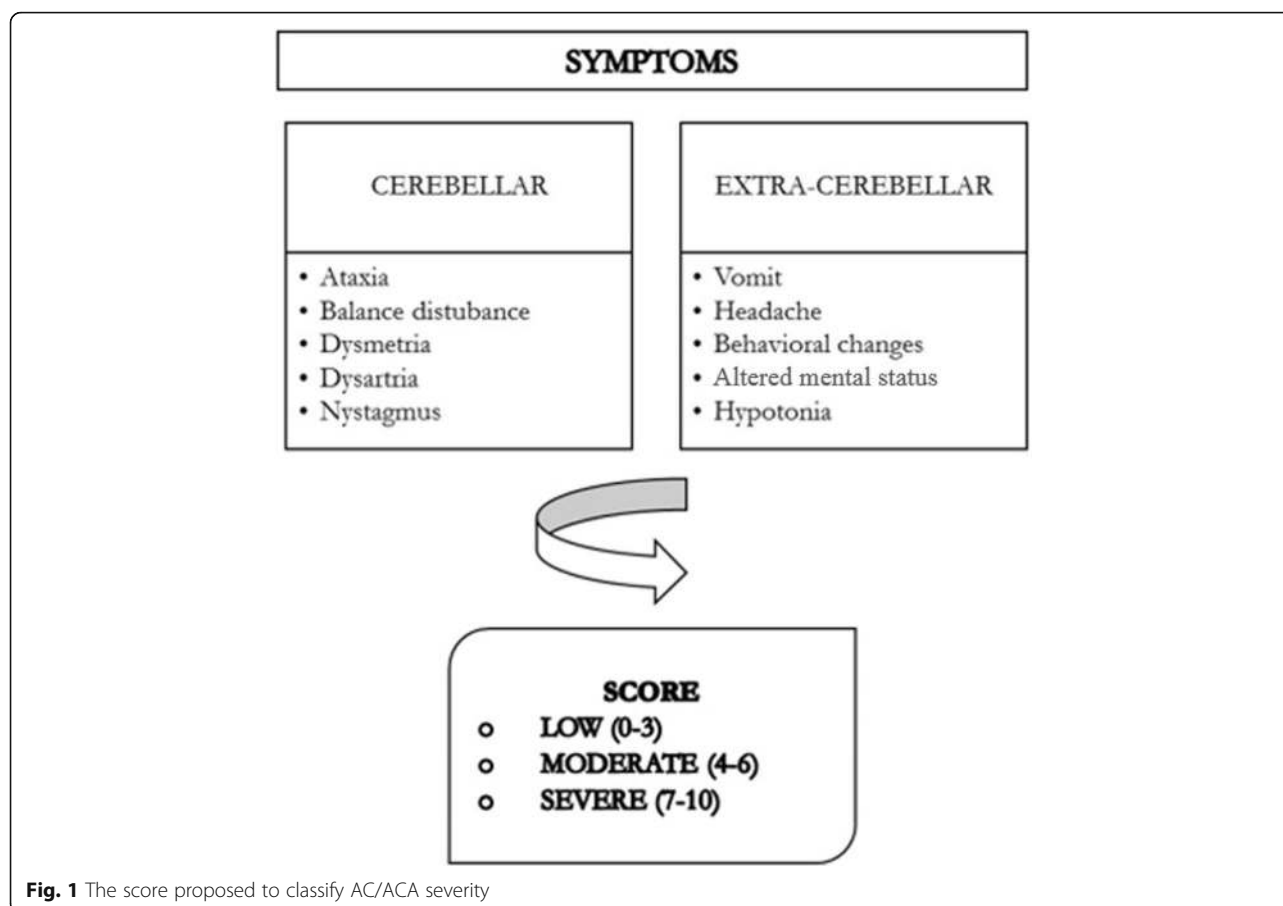 SYMPTOMS
CEREBELLAR
• Ataxia
• Balance distubance
• Dysmetria
• Dysartria
• Nystagmus
EXTRA-CEREBELLAR
• Vomit
• Headache
• Behavioral changes
• Altered mental status
• Hypotonia
SCORE
o LOW (0-3)
o MODERATE (4-6)
o SEVERE (7-10)
Fig. 1 The score proposed to classify AC/ACA severity